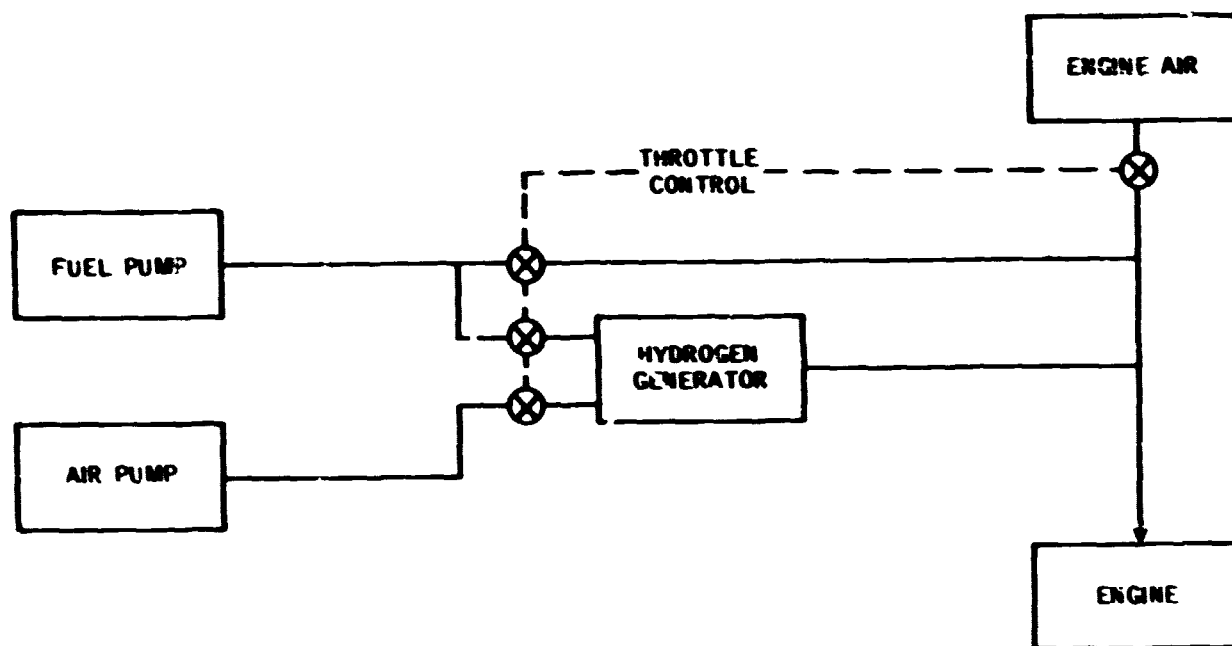 ENGINE AIR
THROTTLE
CONTROL
FUEL PUMP
HYDROGEN
GENERATOR
AIR PUMP
ENGINE